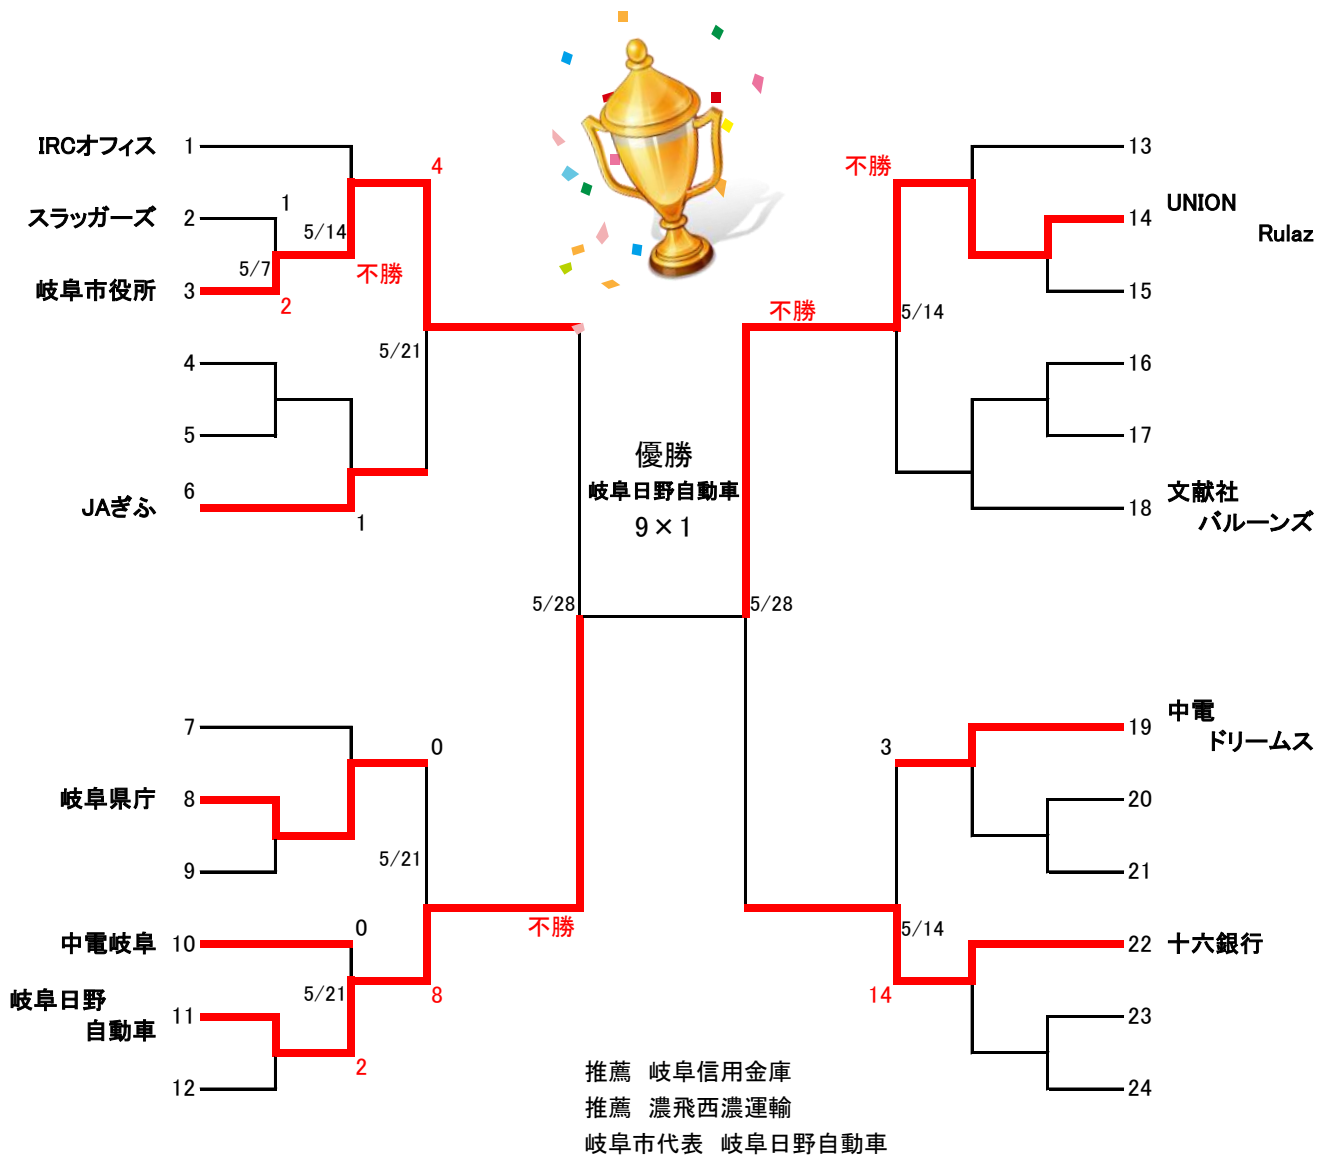 IRCオフィス 1
4
不勝
13
スラッガーズ 2
1
5/14
14 UNION
Rulaz
5/7
不勝
岐阜市役所 3
2
15
不勝
5/14
5/21
4
16
5
17
優勝
岐阜日野自動車
9×1
6
JAぎふ
1
18 文献社
バルーンズ
5/28
5/28
7
0
3
19 中電
ドリームス
岐阜県庁 8
20
5/21
9
21
不勝
0
5/14
中電岐阜 10
22 十六銀行
5/21
8
14
岐阜日野
自動車
11
23
2
12
24
推薦 岐阜信用金庫
推薦 濃飛西濃運輸
岐阜市代表 岐阜日野自動車